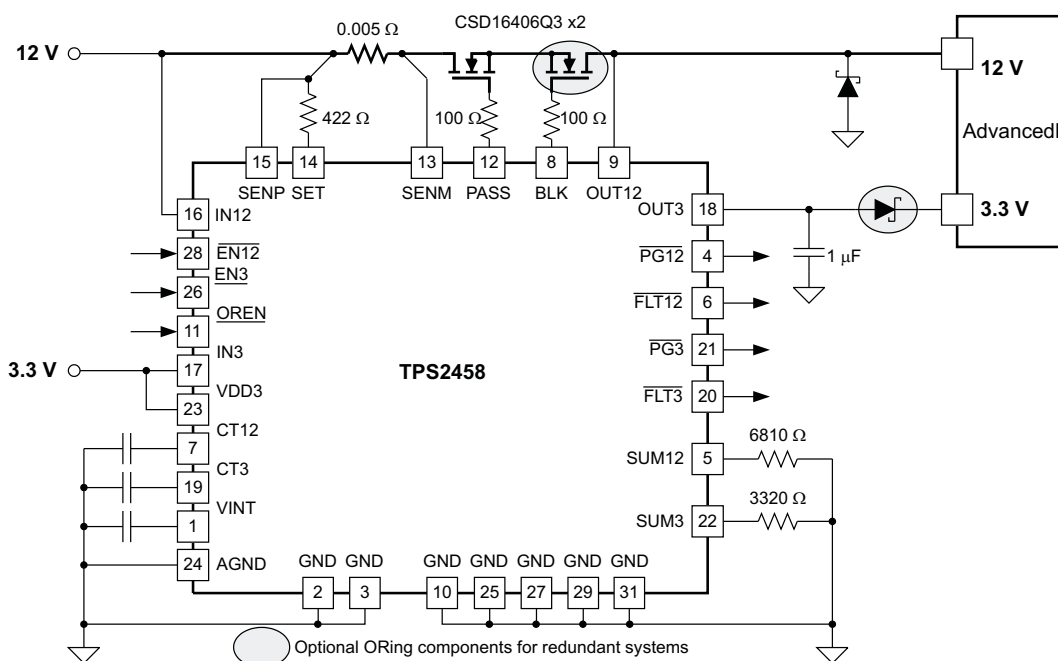 0.005 Ω
CSD16406Q3 x2
12 V
12 V
422 Ω
100 Ω
100 Ω
AdvancedI
15
14
13
12
8
9
SENP
SET
SENM
PASS
BLK
OUT12
16
IN12
OUT3
18
3.3 V
28
EN12
PG12
4
1 μF
26
EN3
FLT12
6
11
OREN
PG3
21
3.3 V
17
IN3
TPS2458
FLT3
20
23
VDD3
7
CT12
SUM12
5
6810 Ω
19
CT3
1
VINT
SUM3
22
3320 Ω
24
AGND
GND
GND
GND
GND
GND
GND
GND
2
3
10
25
27
29
31
Optional ORing components for redundant systems